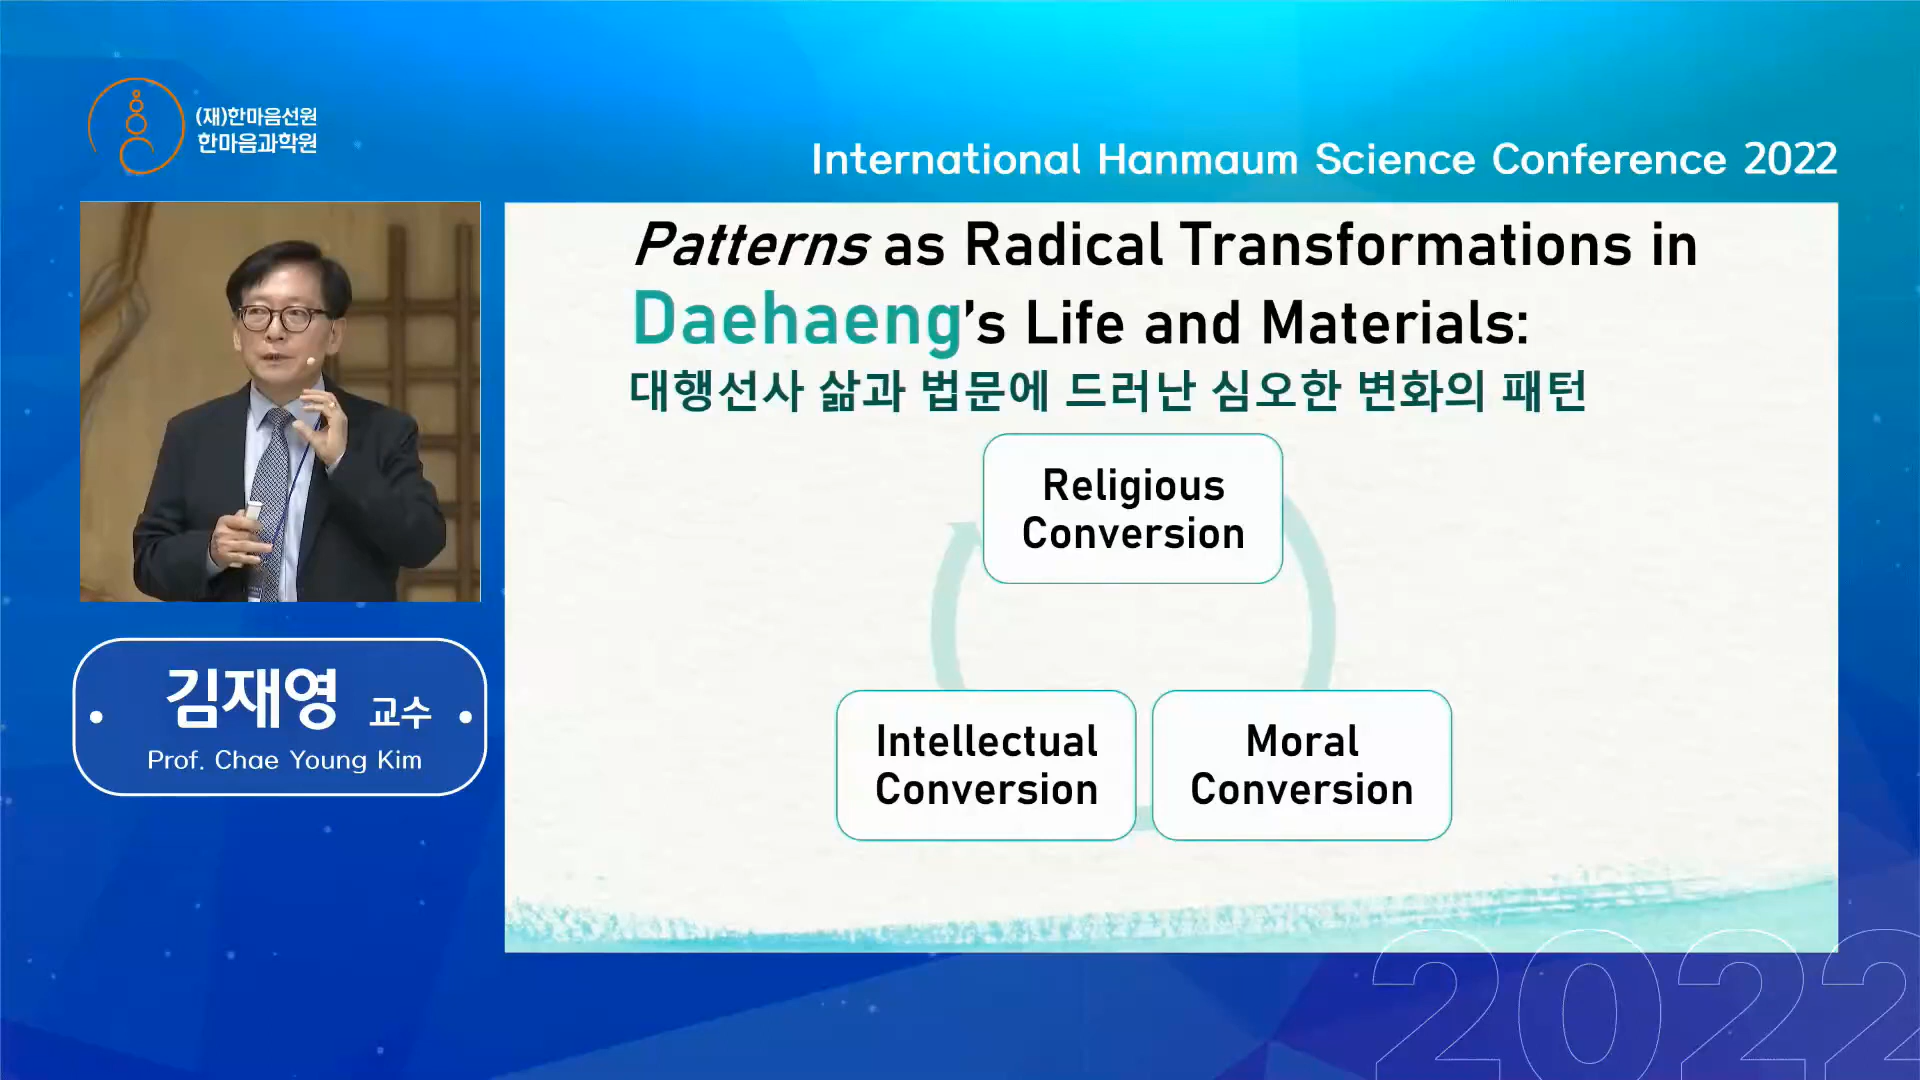 (재)한마음선원
한마음과학원
International Hanmaum Science Conference 2022
Patterns as Radical Transformations in
Daehaeng's Life and Materials:
대행선사 삶과 법문에 드러난 심오한 변화의 패턴
Religious
Conversion
Intellectual
Conversion
Moral
Conversion
김재영 교수
Prof. Chae Young Kim
2022